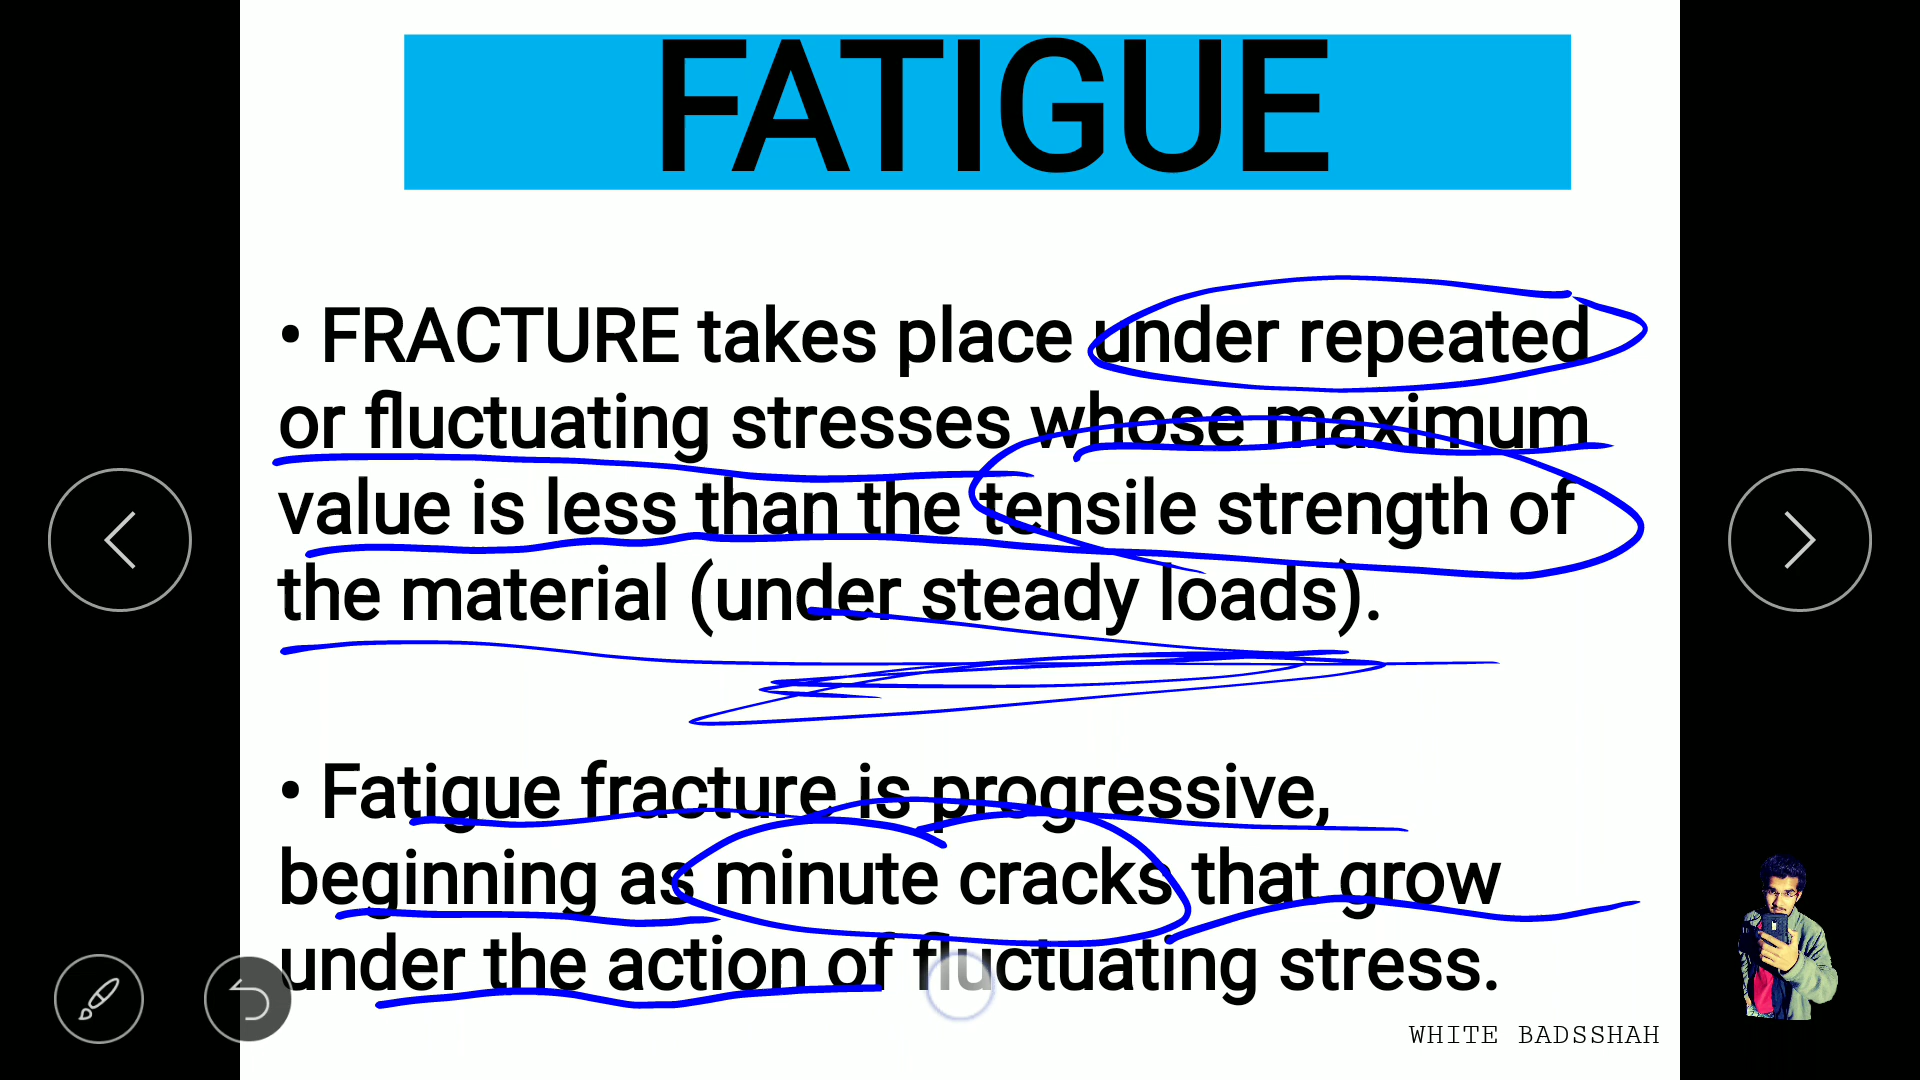 FATIGUE
• FRACTURE takes place under repeated
or fluctuating stresses whose maximum
value is less than the tensile strength of
the material (under steady loads).
• Fatigue fracture is progressive,
beginning as minute cracks that grow
under the action of fluctuating stress.
WHITE BADSSHAH